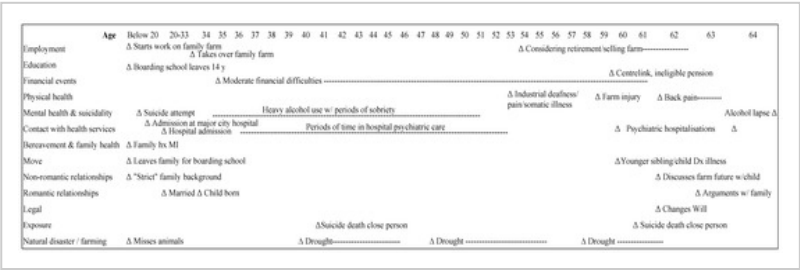 Age Below 20 20-33 34 35 36 37 38 39 40 41 42 43 44 45 46 47 48 49 50 51 52 53 54 55 56 57 58 59 60 61 62 63 64
Employment Δ Starts work on family farm Δ Takes over family farm Δ Considering retirement/selling farm---------------
Education Δ Boarding school leaves 14 y Δ Centrelink, ineligible pension
Financial events Δ Moderate financial difficulties ------------------------------------------------------------
Physical health Δ Industrial deafness/ pain/somatic illness Δ Farm injury Δ Back pain--------
Mental health & suicidality Δ Suicide attempt Heavy alcohol use w/ periods of sobriety Alcohol lapse Δ
Contact with health services Δ Admission at major city hospital Δ Hospital admission Periods of time in hospital psychiatric care Δ Psychiatric hospitalisations Δ
Bereavement & family health Δ Family hx MI
Move Δ Leaves family for boarding school ΔYounger sibling/child Dx illness
Non-romantic relationships Δ "Strict" family background Δ Discusses farm future w/child
Romantic relationships Δ Married Δ Child born Δ Arguments w/ family
Legal Δ Changes Will
Exposure ΔSuicide death close person Δ Suicide death close person
Natural disaster / farming Δ Misses animals Δ Drought----------------- Δ Drought -------------------- Δ Drought ------------